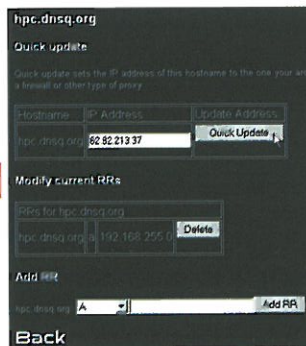 hpc.dnsq.org
Quick update
Quick update sets the IP address of this hostname to the one your
a firewall or other type of proxy.
Hostname IP Address Update Address
hpc.dnsq.org 62.82.213.37 Quick Update
Modify current RRs
RRs for hpc.dnsq.org
hpc.dnsq.org a 192.168.255.0 Delete
Add RR
hpc.dnsq.org A Add RR
Back